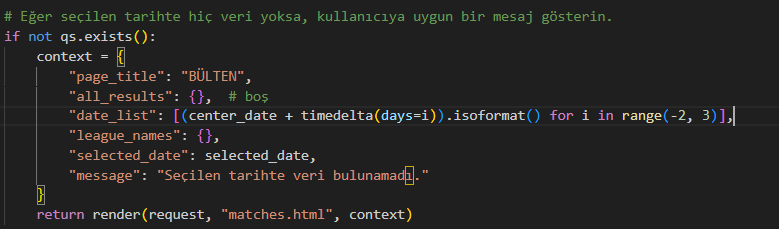 # Eğer seçilen tarihte hiç veri yoksa, kullanıcıya uygun bir mesaj gösterin.
if not qs.exists():
    context = {
        "page_title": "BÜLTEN",
        "all_results": {},  # boş
        "date_list": [(center_date + timedelta(days=i)).isoformat() for i in range(-2, 3)],
        "league_names": {},
        "selected_date": selected_date,
        "message": "Seçilen tarihte veri bulunamadı."
    }
    return render(request, "matches.html", context)